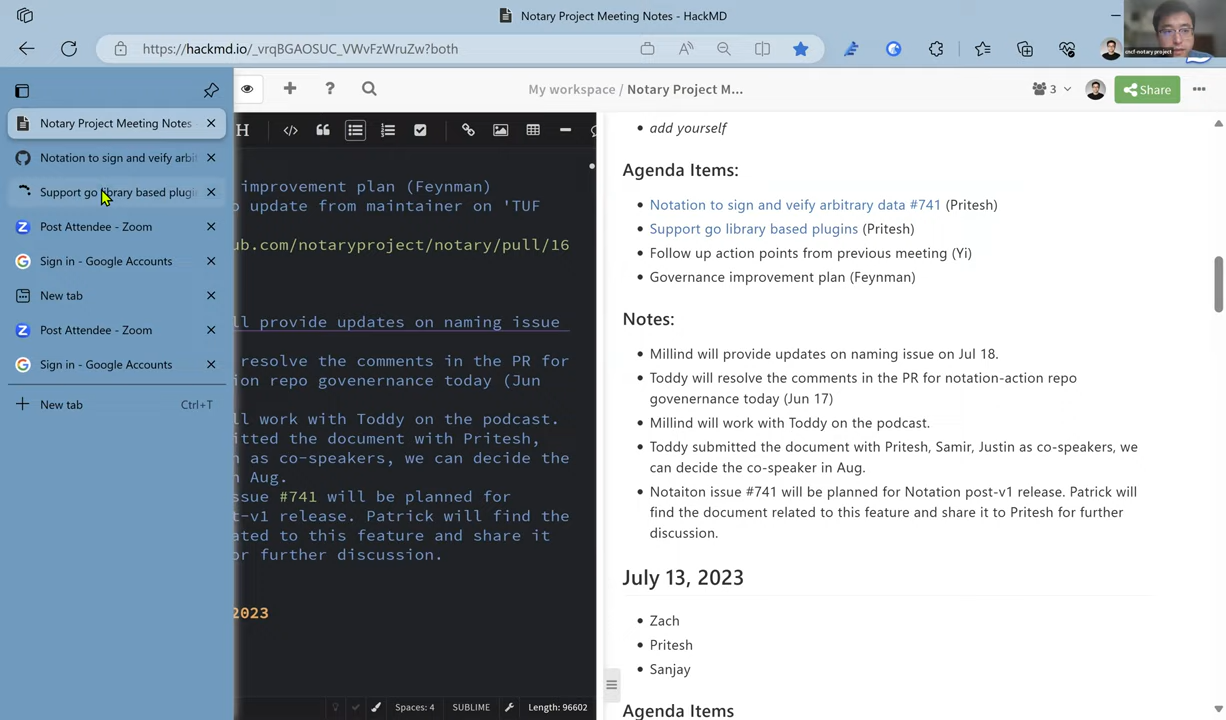 Notary Project Meeting Notes - HackMD
https://hackmd.io/_vrqBGAOSUC_VWvFzWruZw?both
cncf-notary project
Notary Project Meeting Notes
Notation to sign and veify arbit
Support go library based plugin
Post Attendee - Zoom
Sign in - Google Accounts
New tab
Post Attendee - Zoom
Sign in - Google Accounts
New tab Ctrl+T
My workspace / Notary Project M...
3
Share
H
improvement plan (Feynman)
o update from maintainer on 'TUF
ub.com/notaryproject/notary/pull/16
ll provide updates on naming issue
resolve the comments in the PR for
ion repo govenernance today (Jun
ll work with Toddy on the podcast.
mitted the document with Pritesh,
n as co-speakers, we can decide the
n Aug.
ssue #741 will be planned for
t-v1 release. Patrick will find the
ated to this feature and share it
or further discussion.
2023
Spaces: 4 SUBLIME Length: 96602
add yourself
Agenda Items:
Notation to sign and veify arbitrary data #741 (Pritesh)
Support go library based plugins (Pritesh)
Follow up action points from previous meeting (Yi)
Governance improvement plan (Feynman)
Notes:
Millind will provide updates on naming issue on Jul 18.
Toddy will resolve the comments in the PR for notation-action repo
govenernance today (Jun 17)
Millind will work with Toddy on the podcast.
Toddy submitted the document with Pritesh, Samir, Justin as co-speakers, we
can decide the co-speaker in Aug.
Notaiton issue #741 will be planned for Notation post-v1 release. Patrick will
find the document related to this feature and share it to Pritesh for further
discussion.
July 13, 2023
Zach
Pritesh
Sanjay
Agenda Items